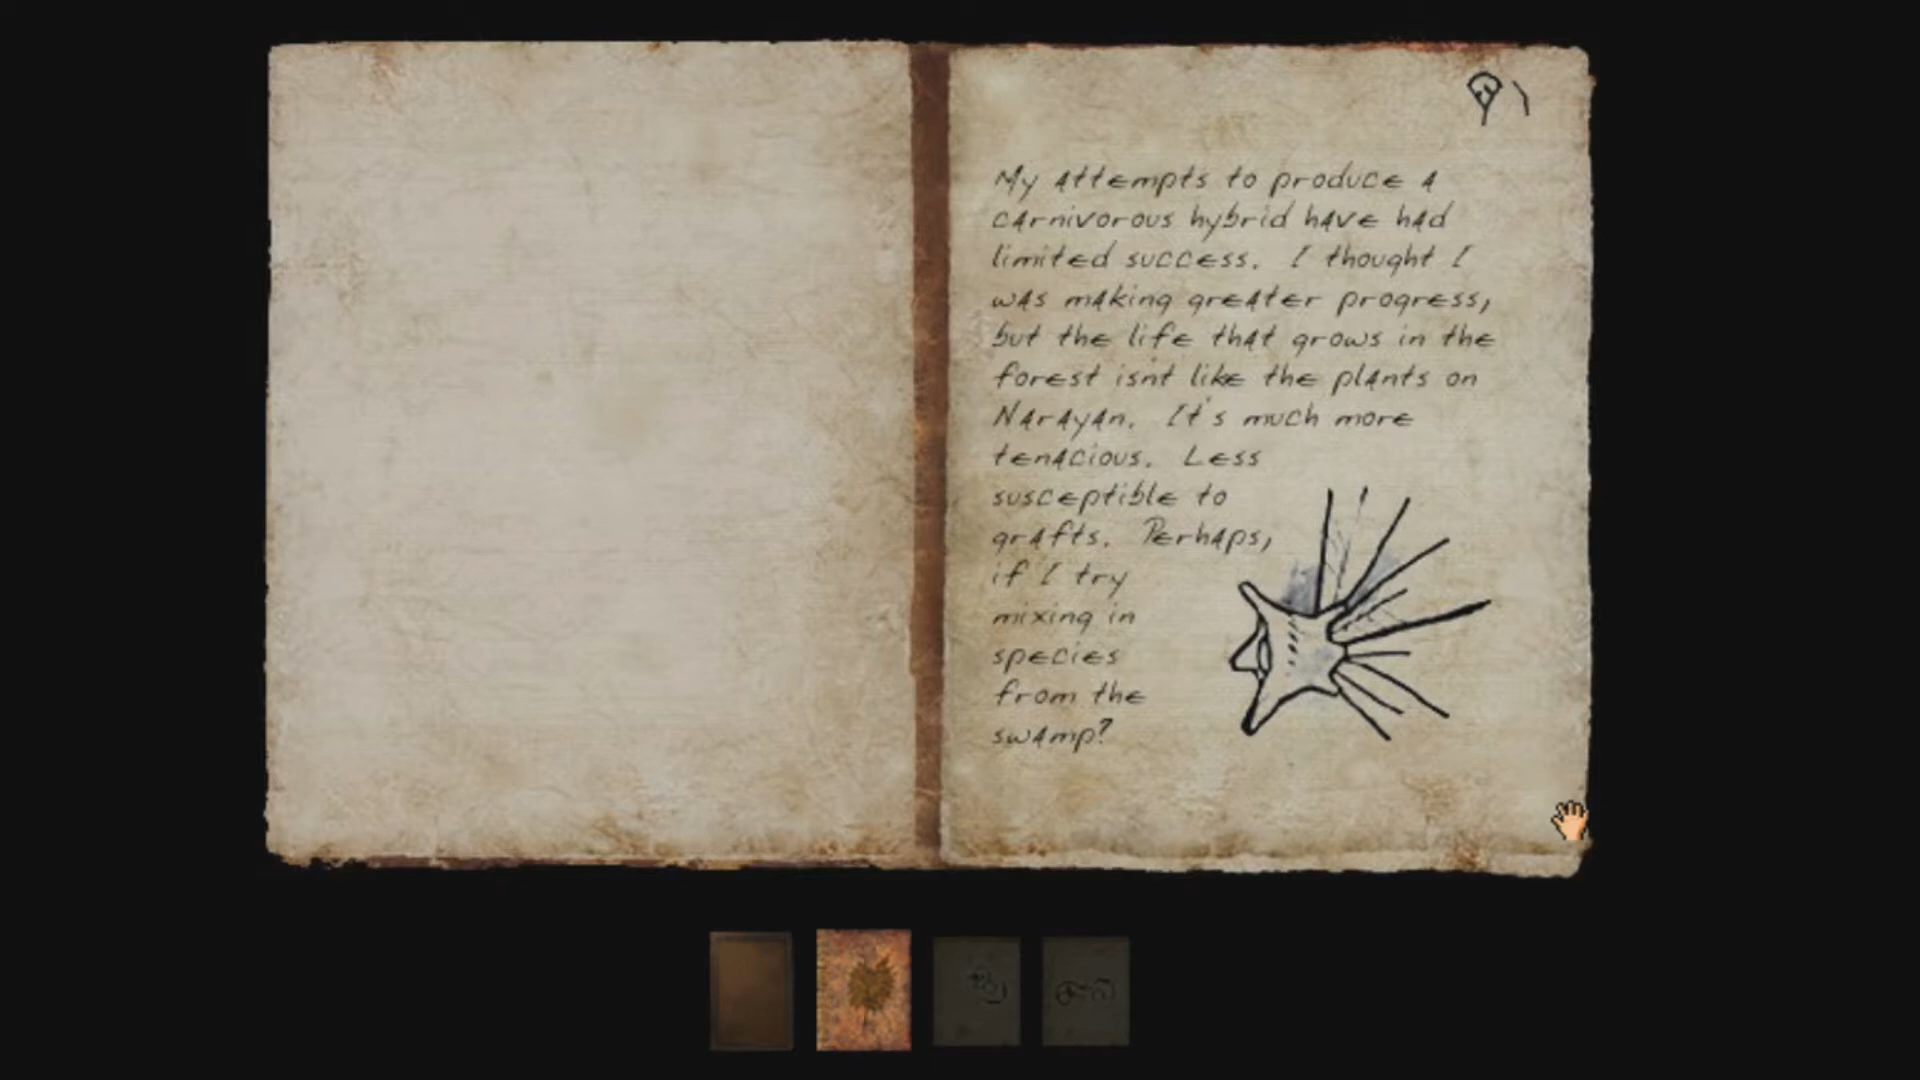 My attempts to produce a
carnivorous hybrid have had
limited success. I thought I
was making greater progress,
but the life that grows in the
forest isnt like the plants on
Narayan. It's much more
tenacious. Less
susceptible to
grafts. Perhaps,
if I try
mixing in
species
from the
swamp?